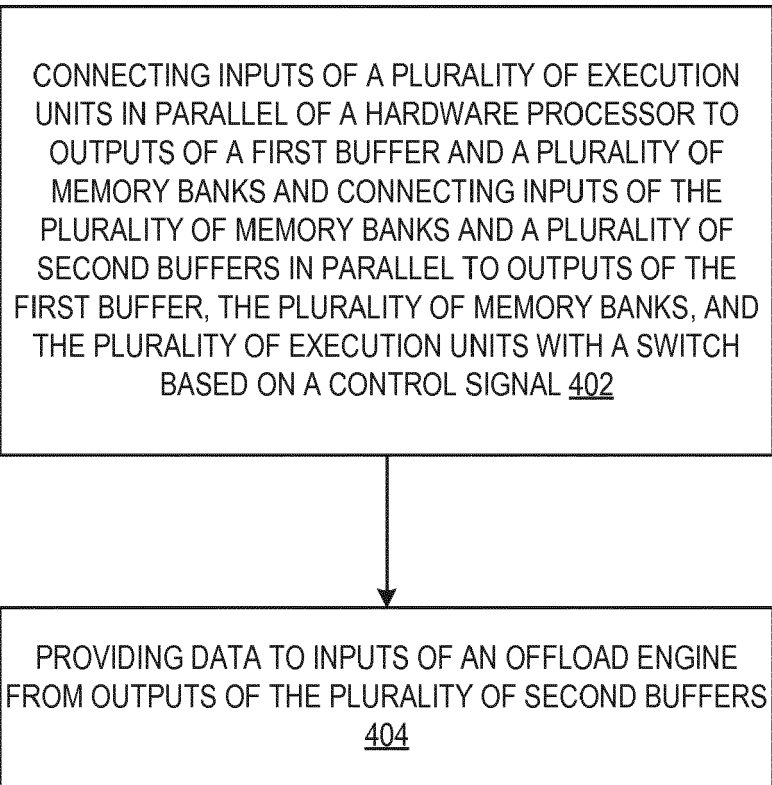 CONNECTING INPUTS OF A PLURALITY OF EXECUTION
UNITS IN PARALLEL OF A HARDWARE PROCESSOR TO
OUTPUTS OF A FIRST BUFFER AND A PLURALITY OF
MEMORY BANKS AND CONNECTING INPUTS OF THE
PLURALITY OF MEMORY BANKS AND A PLURALITY OF
SECOND BUFFERS IN PARALLEL TO OUTPUTS OF THE
FIRST BUFFER, THE PLURALITY OF MEMORY BANKS, AND
THE PLURALITY OF EXECUTION UNITS WITH A SWITCH
BASED ON A CONTROL SIGNAL 402
PROVIDING DATA TO INPUTS OF AN OFFLOAD ENGINE
FROM OUTPUTS OF THE PLURALITY OF SECOND BUFFERS
404